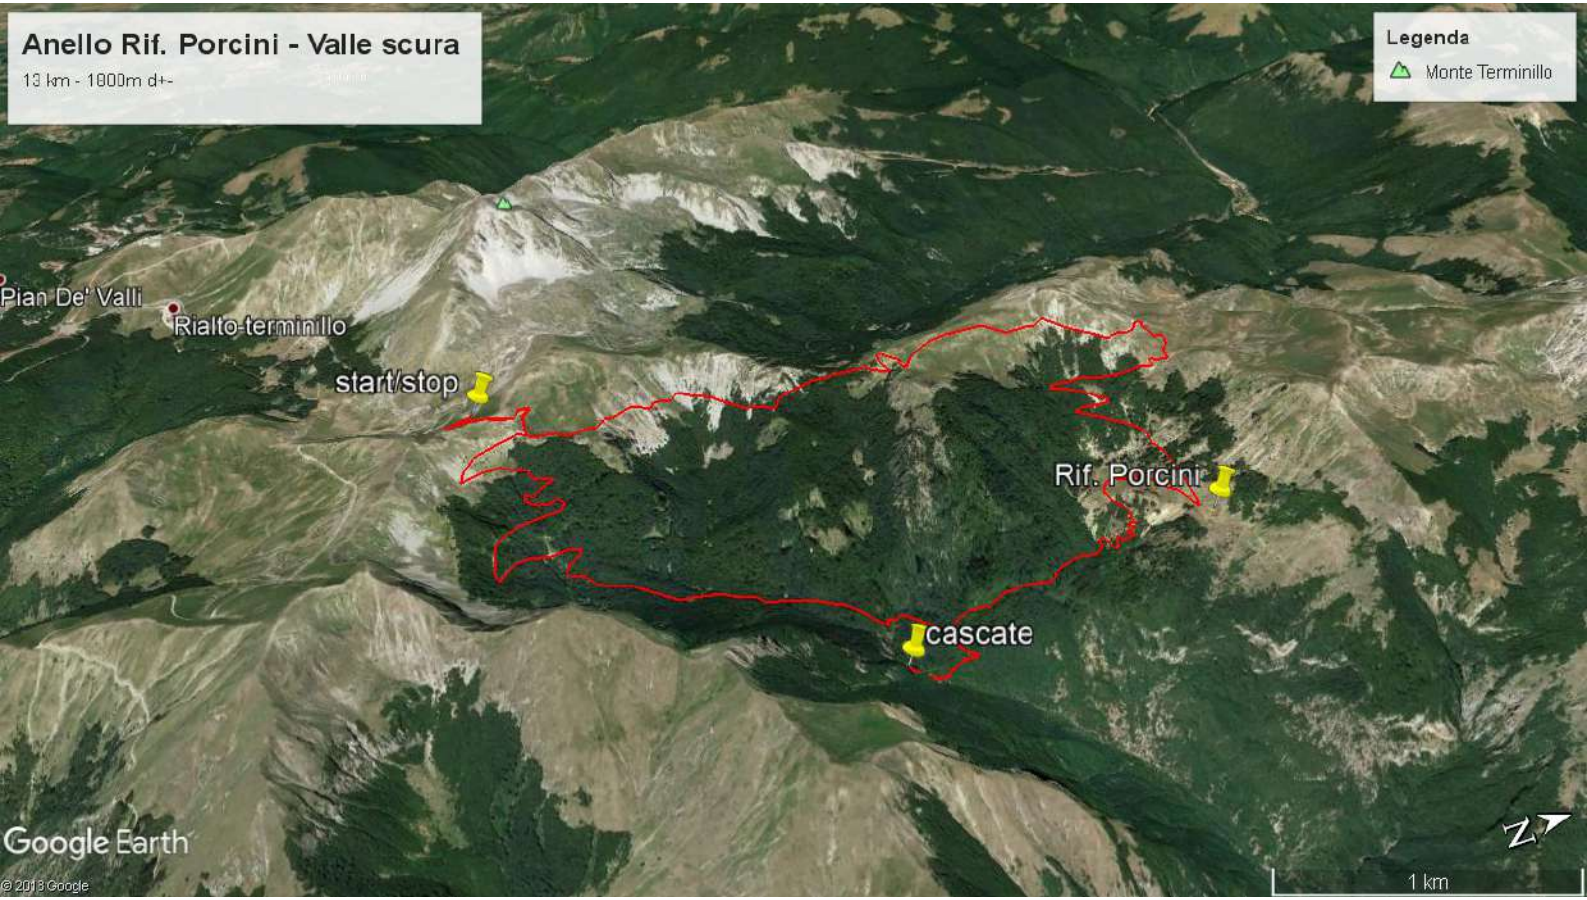 Anello Rif. Porcini - Valle scura
13 km - 1800m d+-
Legenda
Monte Terminillo
Pian De' Valli
Rialto-terminillo
start/stop
Rif. Porcini
cascate
Google Earth
© 2018 Google
N
1 km